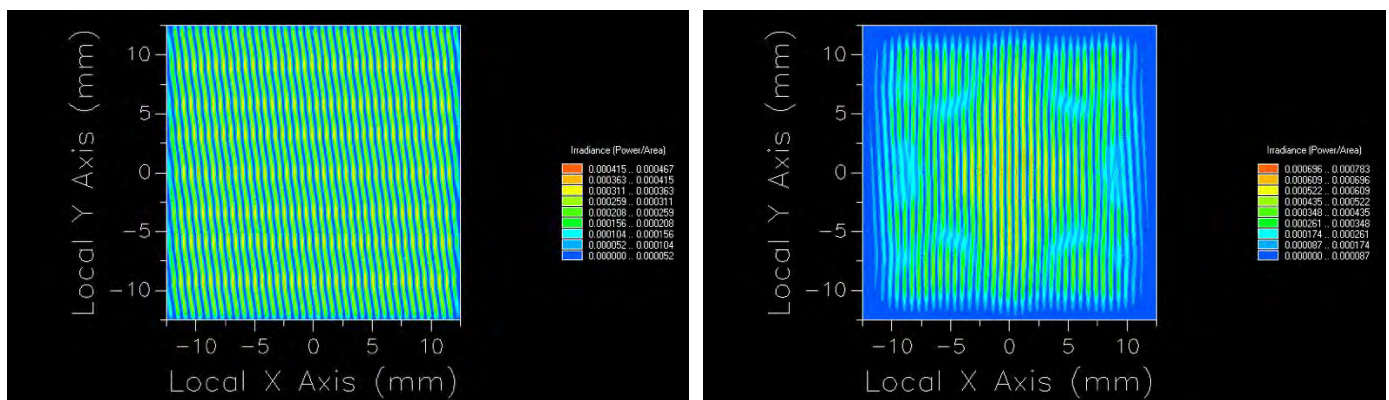 Local Y Axis (mm)
10
5
0
−5
−10
−10 −5 0 5 10
Local X Axis (mm)
Irradiance (Power/Area)
0.000415 .. 0.000467
0.000363 .. 0.000415
0.000311 .. 0.000363
0.000259 .. 0.000311
0.000208 .. 0.000259
0.000156 .. 0.000208
0.000104 .. 0.000156
0.000052 .. 0.000104
0.000000 .. 0.000052
Local Y Axis (mm)
10
5
0
−5
−10
−10 −5 0 5 10
Local X Axis (mm)
Irradiance (Power/Area)
0.000696 .. 0.000783
0.000609 .. 0.000696
0.000522 .. 0.000609
0.000435 .. 0.000522
0.000348 .. 0.000435
0.000261 .. 0.000348
0.000174 .. 0.000261
0.000087 .. 0.000174
0.000000 .. 0.000087